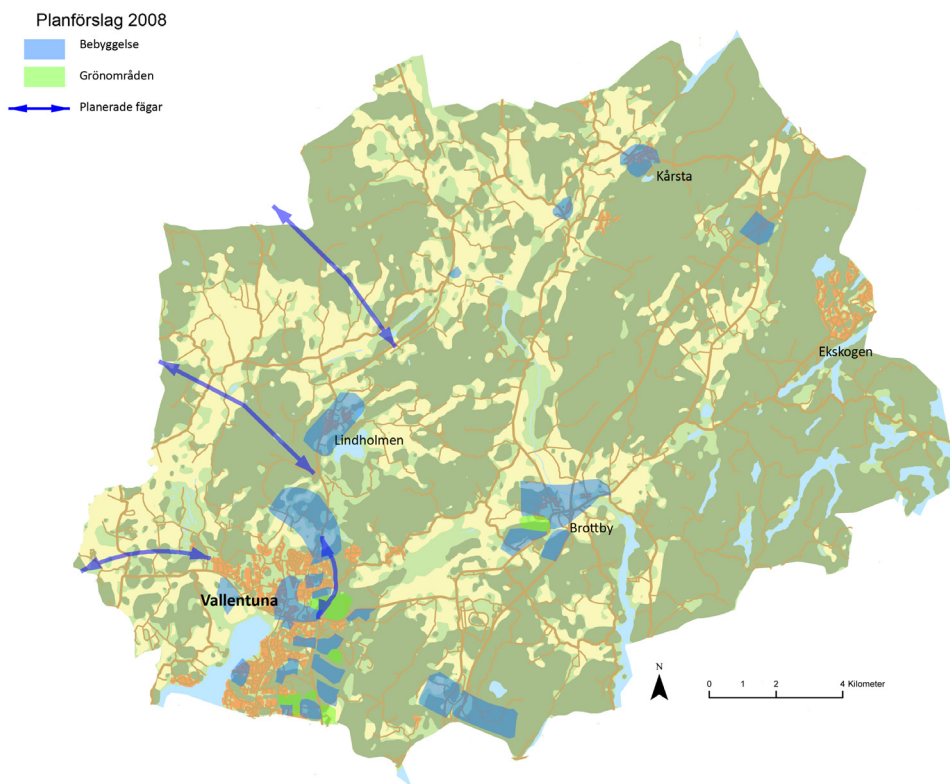 Planförslag 2008
Bebyggelse
Grönområden
Planerade fägar
Kårsta
Ekskogen
Lindholmen
Brottby
Vallentuna
N
0 1 2 4 Kilometer